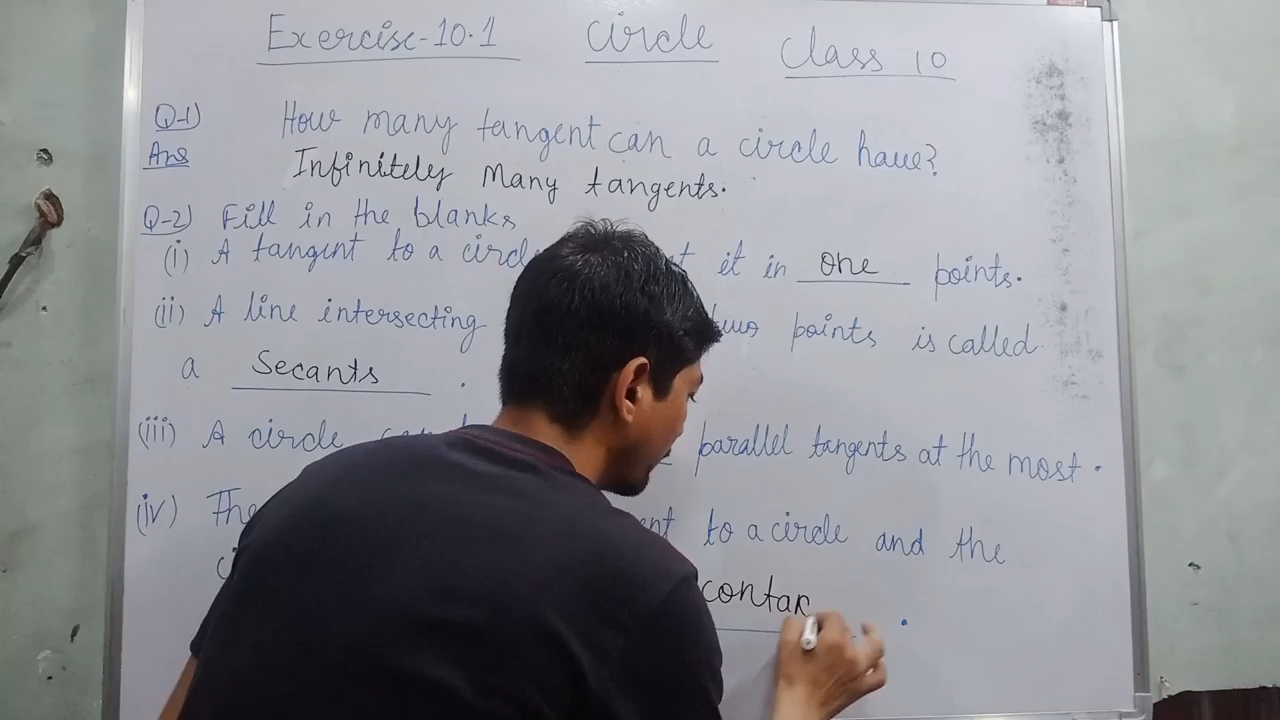 Exercise-10.1 Circle Class 10
Q-1) How many tangent can a circle have?
Ans Infinitely Many tangents.
Q-2) Fill in the blanks
(i) A tangent to a circle it in one points.
(ii) A line intersecting two points is called
a Secants .
(iii) A circle parallel tangents at the most.
(iv) The to a circle and the
contac .